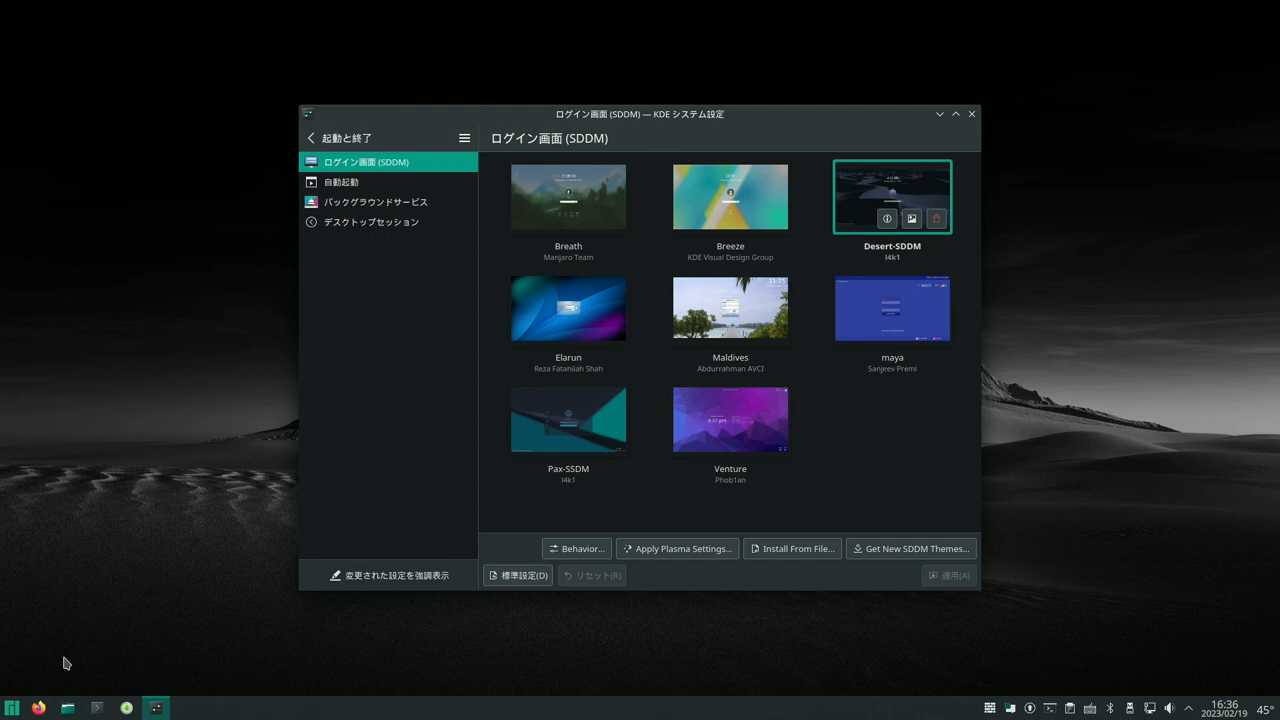 ログイン画面 (SDDM) — KDE システム設定
起動と終了
ログイン画面 (SDDM)
ログイン画面 (SDDM)
自動起動
バックグラウンドサービス
デスクトップセッション
Breath
Manjaro Team
Breeze
KDE Visual Design Group
Desert-SDDM
l4k1
Elarun
Reza Fatahilah Shah
Maldives
Abdurrahman AVCI
maya
Sanjeev Premi
Pax-SSDM
l4k1
Venture
Phob1an
21:25
6:37 pm
Behavior...
Apply Plasma Settings...
Install From File...
Get New SDDM Themes...
変更された設定を強調表示
標準設定(D)
リセット(R)
適用(A)
16:36
2023/02/19
45°